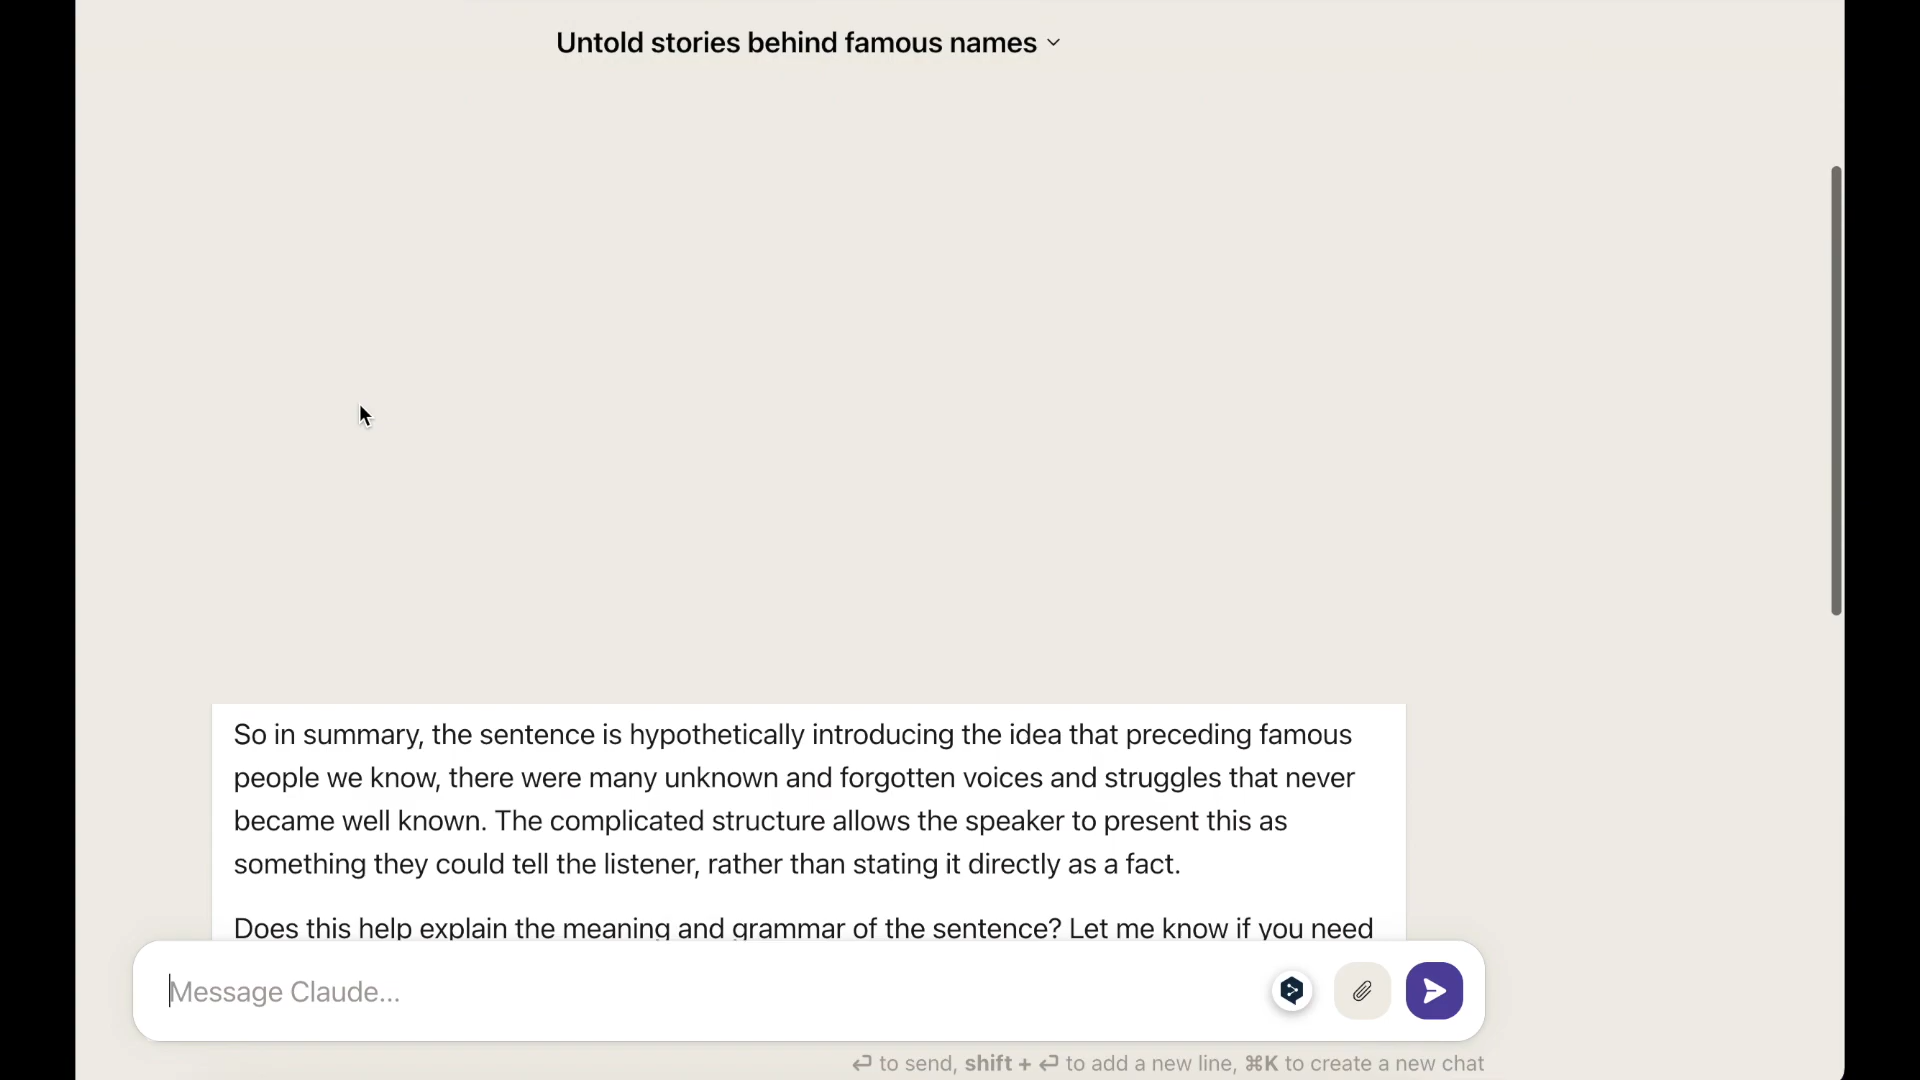 Untold stories behind famous names
So in summary, the sentence is hypothetically introducing the idea that preceding famous
people we know, there were many unknown and forgotten voices and struggles that never
became well known. The complicated structure allows the speaker to present this as
something they could tell the listener, rather than stating it directly as a fact.
Does this help explain the meaning and grammar of the sentence? Let me know if you need
Message Claude...
↵ to send, shift + ↵ to add a new line, ⌘K to create a new chat